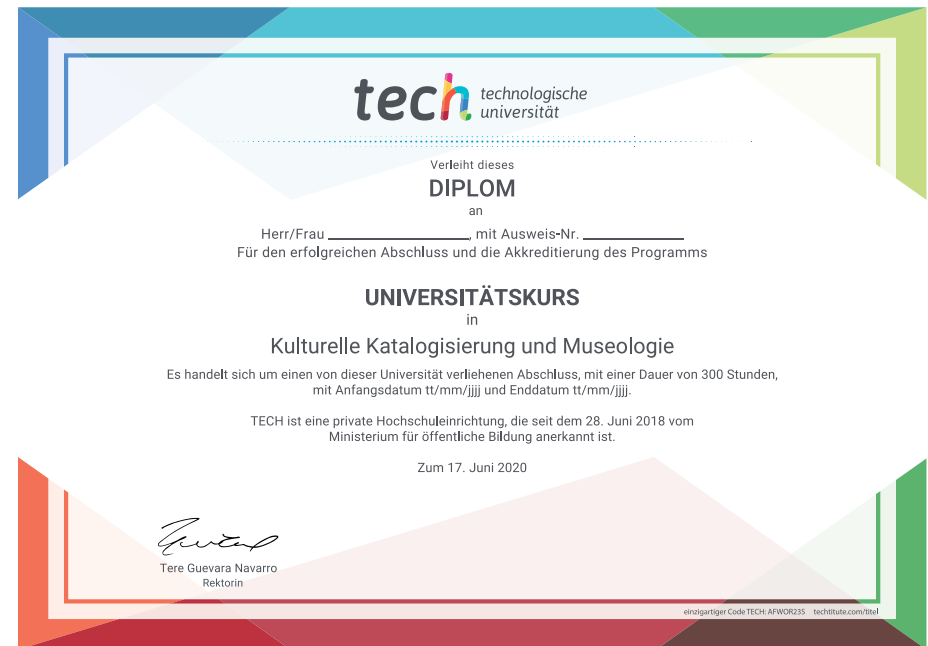 tech technologische
universität
Verleiht dieses
DIPLOM
an
Herr/Frau ____________, mit Ausweis-Nr. ____________
Für den erfolgreichen Abschluss und die Akkreditierung des Programms
UNIVERSITÄTSKURS
in
Kulturelle Katalogisierung und Museologie
Es handelt sich um einen von dieser Universität verliehenen Abschluss, mit einer Dauer von 300 Stunden,
mit Anfangsdatum tt/mm/jjjj und Enddatum tt/mm/jjjj.
TECH ist eine private Hochschuleinrichtung, die seit dem 28. Juni 2018 vom
Ministerium für öffentliche Bildung anerkannt ist.
Zum 17. Juni 2020
Tere Guevara Navarro
Rektorin
einzigartiger Code TECH: AFWOR23S techtitute.com/titel